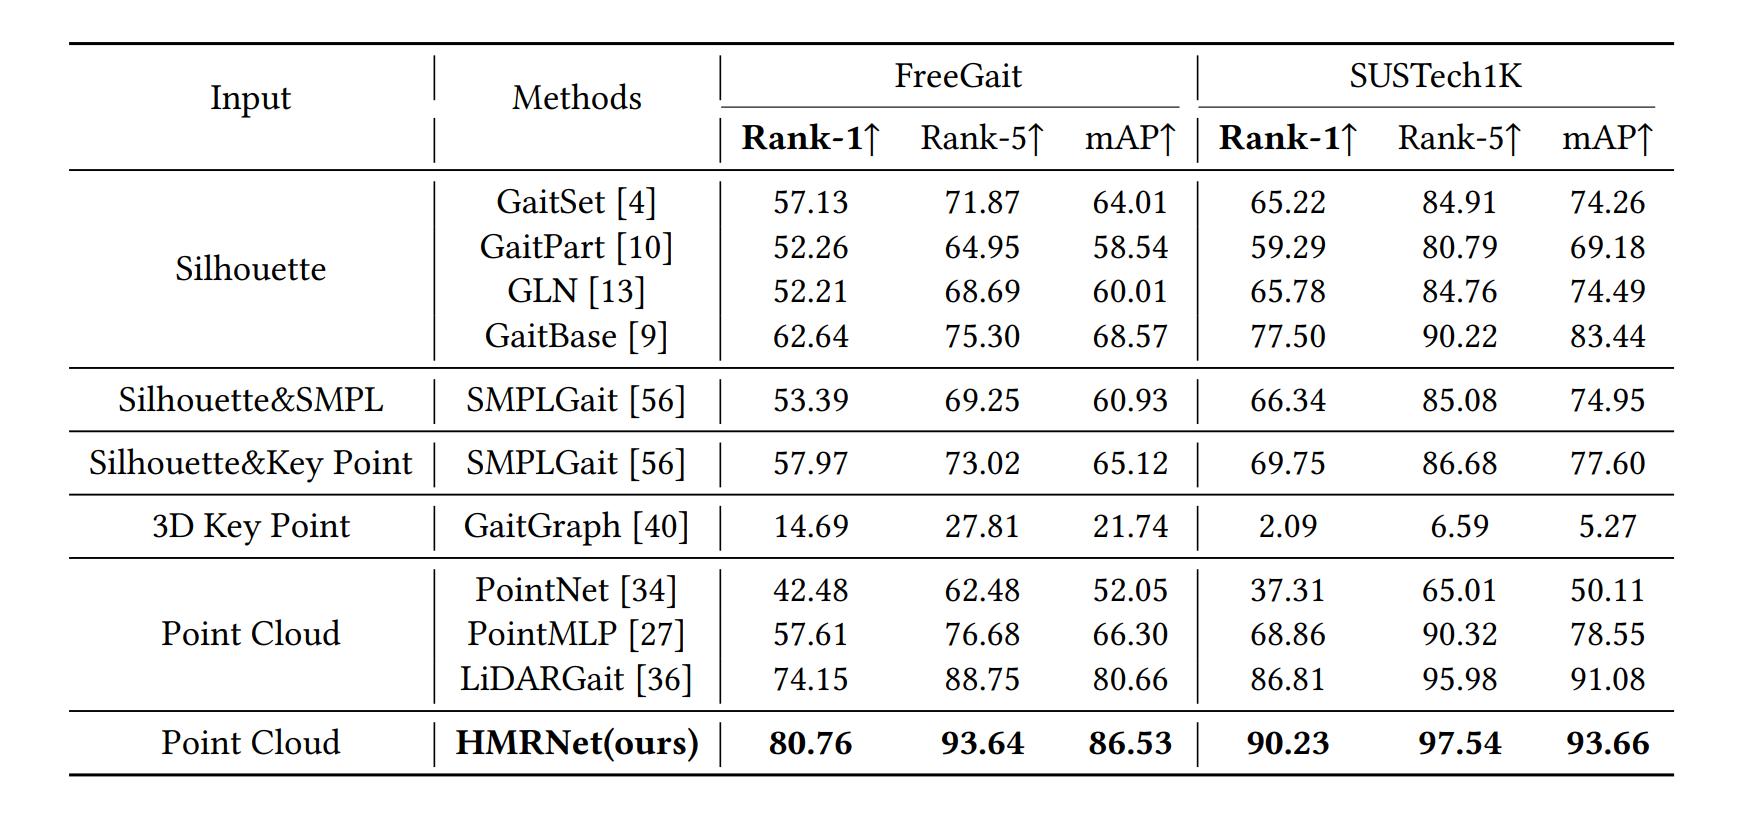 Input Methods FreeGait SUSTech1K
Rank-1↑ Rank-5↑ mAP↑ Rank-1↑ Rank-5↑ mAP↑
Silhouette
GaitSet [4] 57.13 71.87 64.01 65.22 84.91 74.26
GaitPart [10] 52.26 64.95 58.54 59.29 80.79 69.18
GLN [13] 52.21 68.69 60.01 65.78 84.76 74.49
GaitBase [9] 62.64 75.30 68.57 77.50 90.22 83.44
Silhouette&SMPL SMPLGait [56] 53.39 69.25 60.93 66.34 85.08 74.95
Silhouette&Key Point SMPLGait [56] 57.97 73.02 65.12 69.75 86.68 77.60
3D Key Point GaitGraph [40] 14.69 27.81 21.74 2.09 6.59 5.27
Point Cloud
PointNet [34] 42.48 62.48 52.05 37.31 65.01 50.11
PointMLP [27] 57.61 76.68 66.30 68.86 90.32 78.55
LiDARGait [36] 74.15 88.75 80.66 86.81 95.98 91.08
Point Cloud HMRNet(ours) 80.76 93.64 86.53 90.23 97.54 93.66